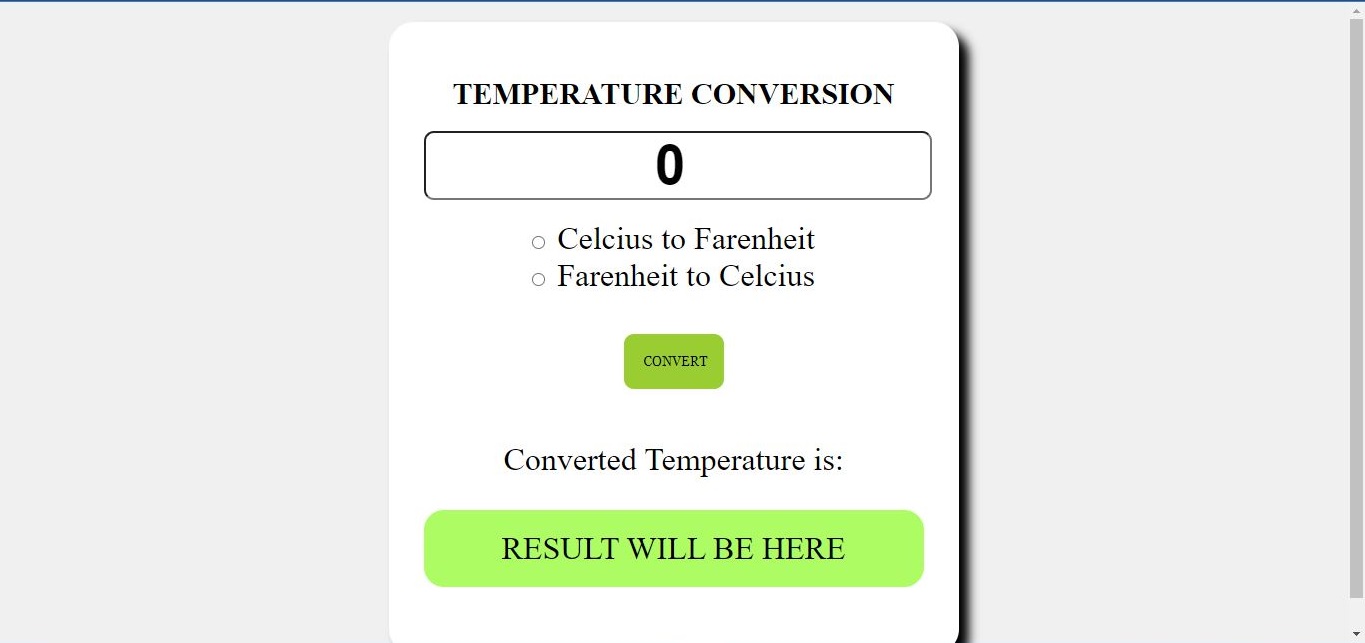 TEMPERATURE CONVERSION
0
Celcius to Farenheit
Farenheit to Celcius
CONVERT
Converted Temperature is:
RESULT WILL BE HERE